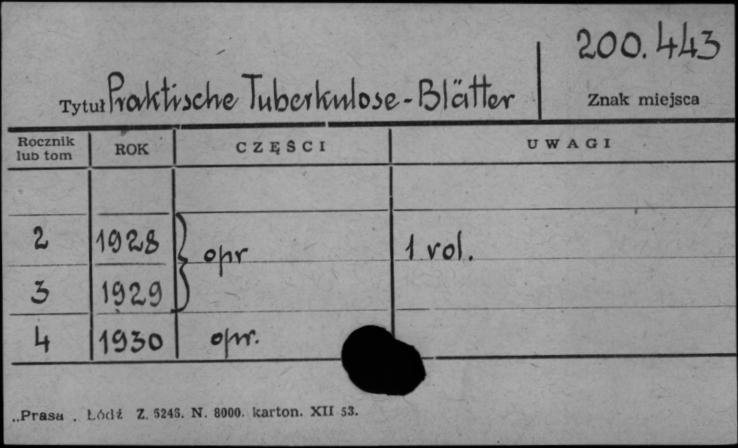 200.443
Tytuł Praktische Tuberkulose-Blätter Znak miejsca
Rocznik lub tom ROK CZĘŚCI UWAGI
2 1928 opr 1 vol.
3 1929
4 1930 opr.
„Prasa". Łódź Z. 5245. N. 8000. karton. XII 53.